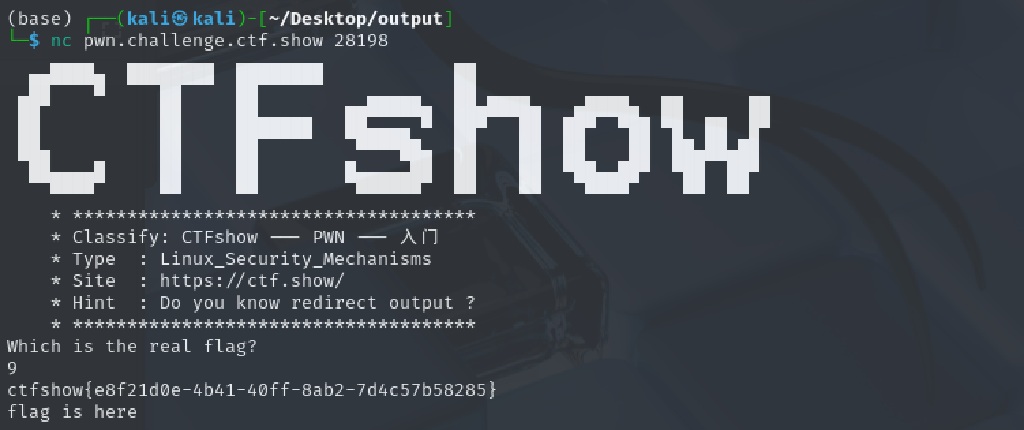 (base) ┌──(kali㉿kali)-[~/Desktop/output]
└─$ nc pwn.challenge.ctf.show 28198
CTFshow
* *************************************
* Classify: CTFshow ── PWN ── 入门
* Type  : Linux_Security_Mechanisms
* Site  : https://ctf.show/
* Hint  : Do you know redirect output ?
* *************************************
Which is the real flag?
9
ctfshow{e8f21d0e-4b41-40ff-8ab2-7d4c57b58285}
flag is here